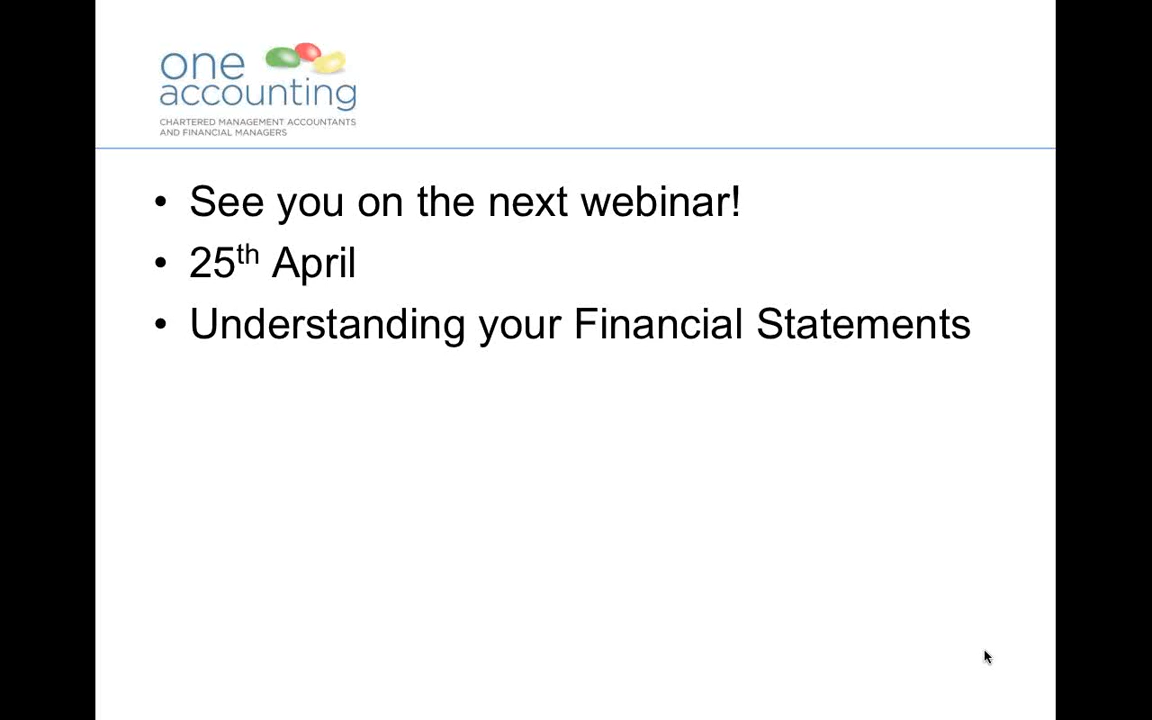 one
accounting
CHARTERED MANAGEMENT ACCOUNTANTS
AND FINANCIAL MANAGERS
• See you on the next webinar!
• 25th April
• Understanding your Financial Statements